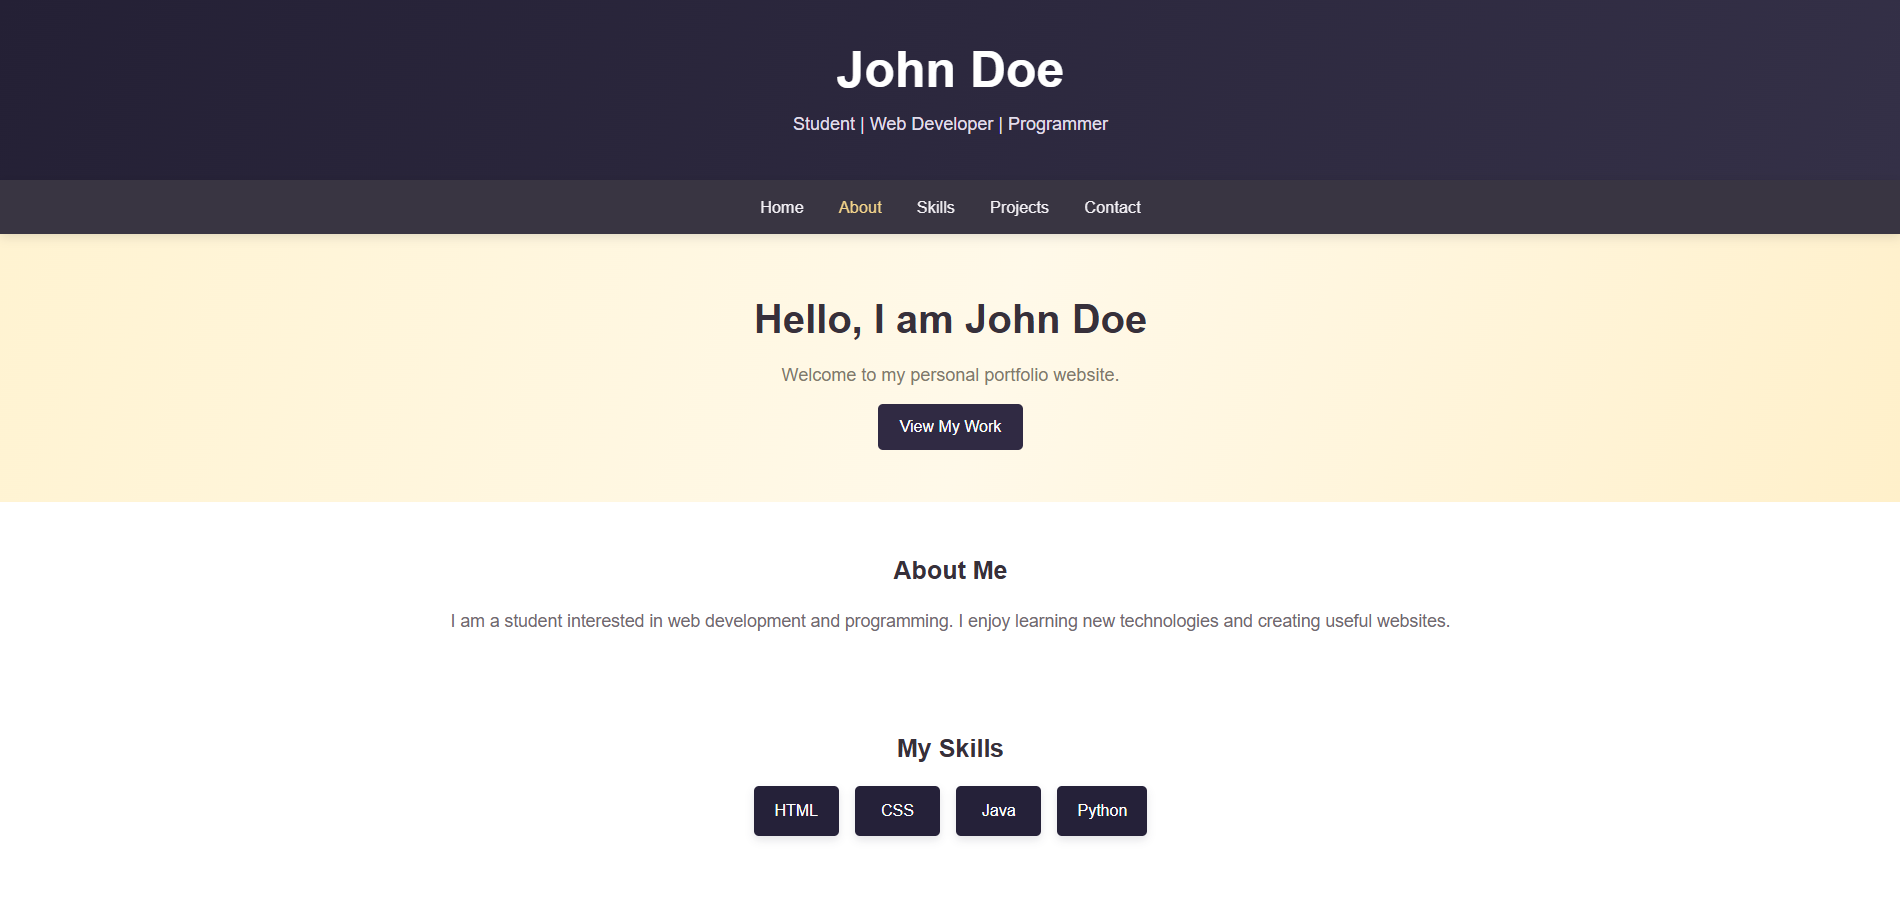 John Doe
Student | Web Developer | Programmer
Home About Skills Projects Contact
Hello, I am John Doe
Welcome to my personal portfolio website.
View My Work
About Me
I am a student interested in web development and programming. I enjoy learning new technologies and creating useful websites.
My Skills
HTML CSS Java Python